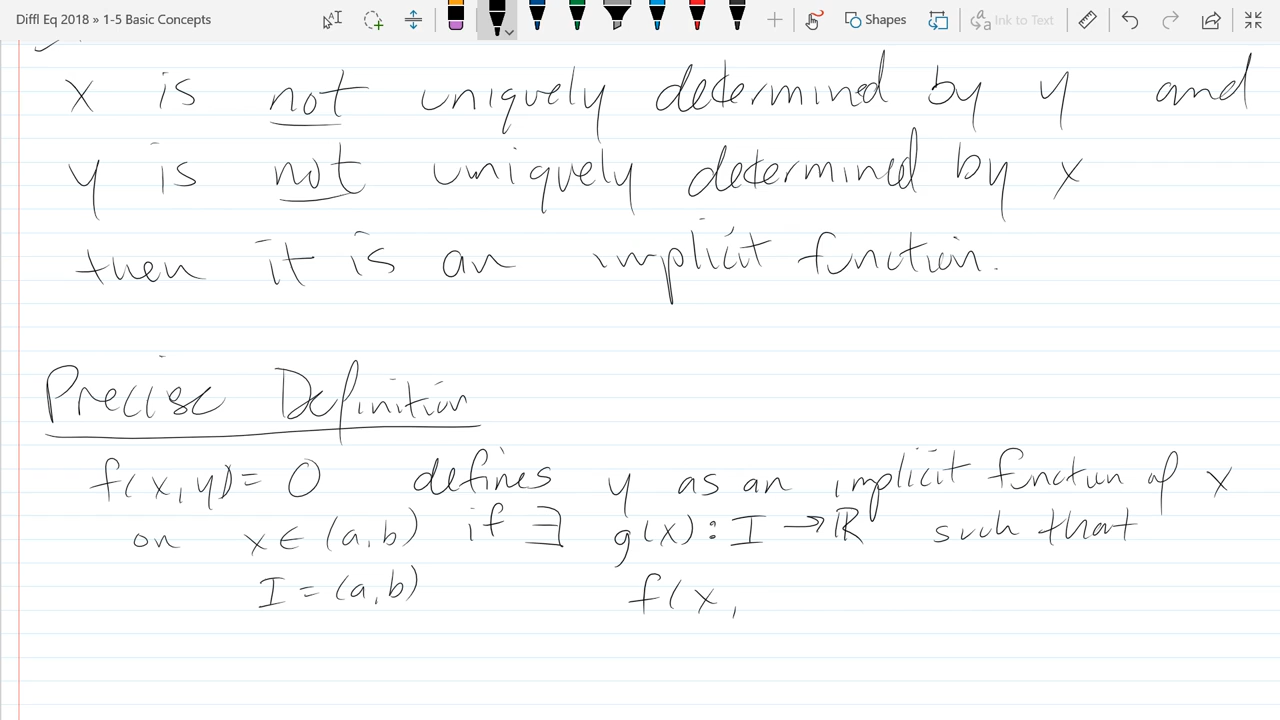 Diffl Eq 2018 » 1-5 Basic Concepts
Shapes
Ink to Text
x is not uniquely determined by y and
y is not uniquely determined by x
then it is an implicit function.
Precise Definition
f(x,y)=0 defines y as an implicit function of x
on x∈(a,b) if ∃ g(x): I→ℝ such that
I=(a,b) f(x,